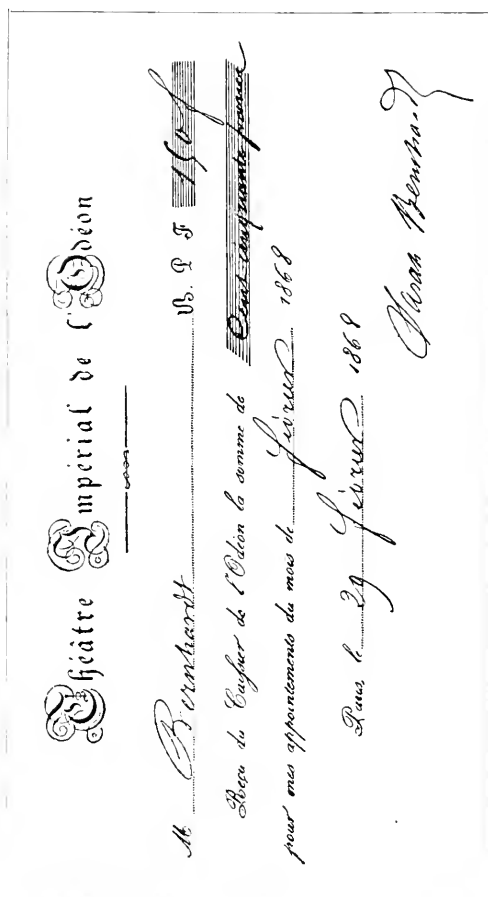 Théâtre Impérial de l'Odéon
M Bernhardt B. P. F 150 f
Reçu du Caissier de l'Odéon la somme de Cent cinquante francs
pour mes appointements du mois de Février 1868
Paris, le 29 Février 1868
Sarah Bernhardt